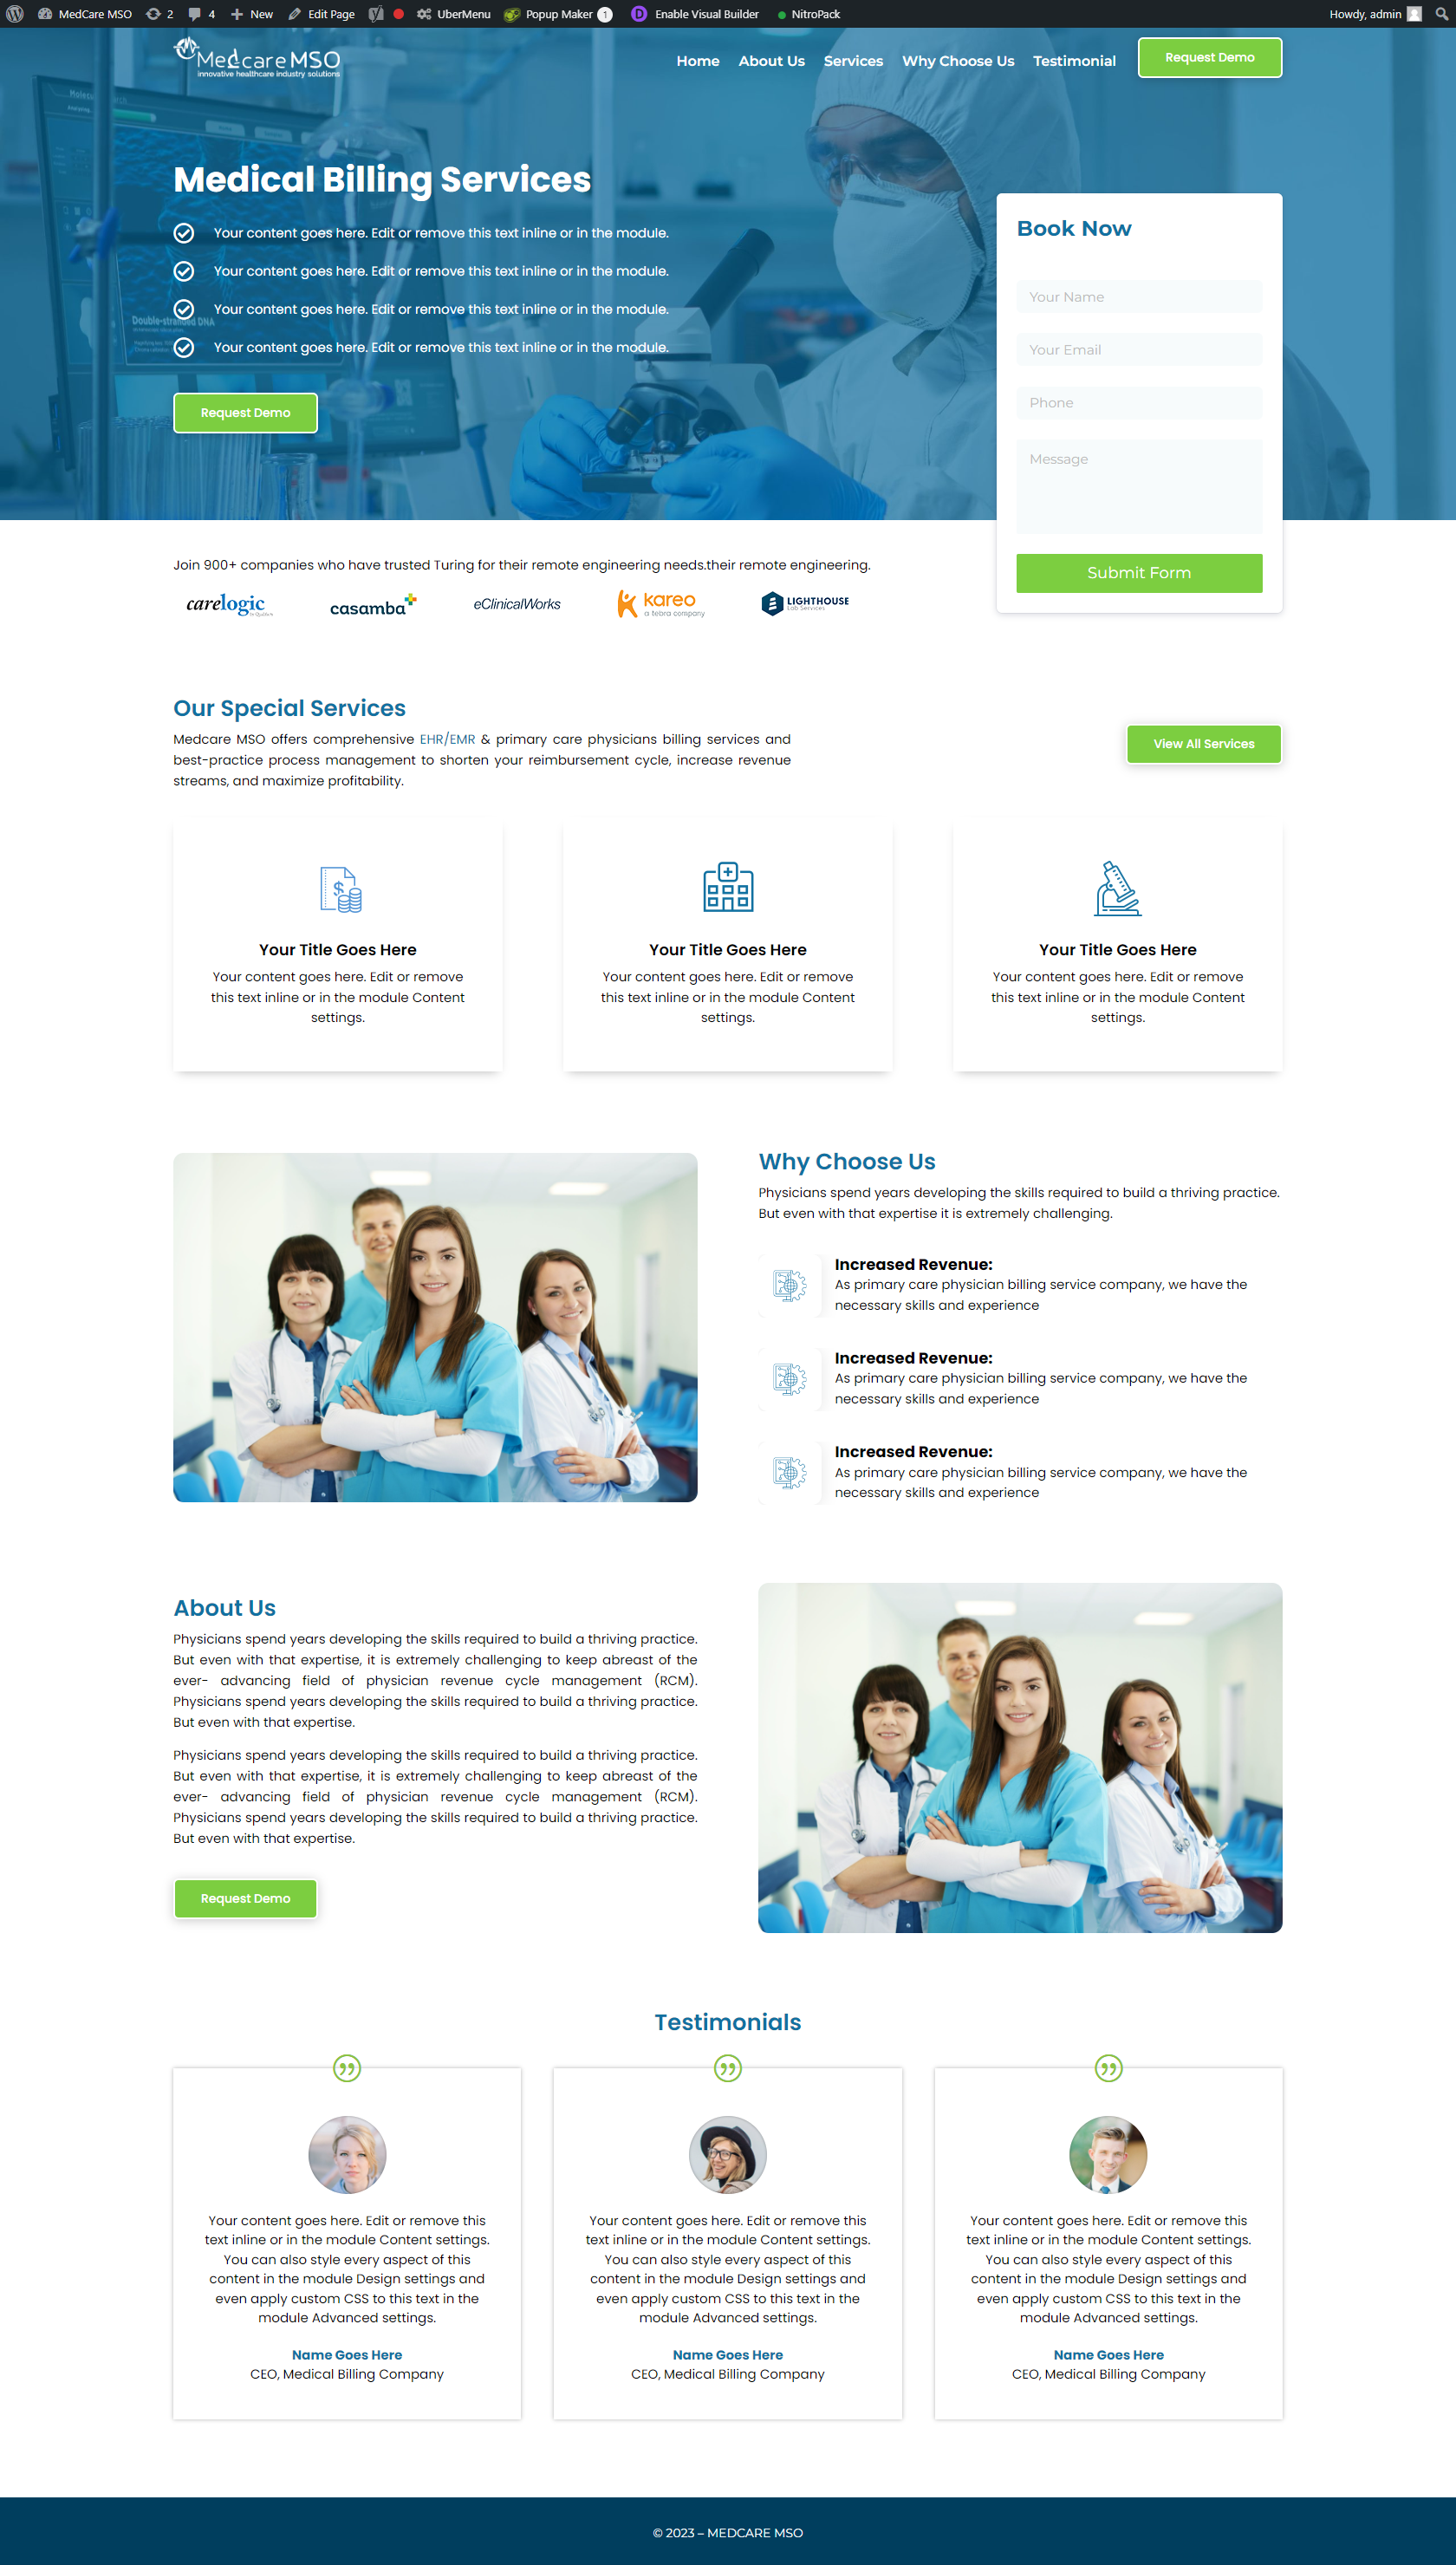 MedCare MSO 2 4 New Edit Page UberMenu Popup Maker 1 D Enable Visual Builder NitroPack Howdy, admin
Medcare MSO
innovative healthcare industry solutions
Home About Us Services Why Choose Us Testimonial Request Demo
Medical Billing Services
Your content goes here. Edit or remove this text inline or in the module.
Your content goes here. Edit or remove this text inline or in the module.
Your content goes here. Edit or remove this text inline or in the module.
Double-stranded DNA
Your content goes here. Edit or remove this text inline or in the module.
Request Demo
Book Now
Your Name
Your Email
Phone
Message
Submit Form
Join 900+ companies who have trusted Turing for their remote engineering needs.their remote engineering.
carelogic
casamba
eClinicalWorks
kareo
a tebra company
LIGHTHOUSE
Lab Services
Our Special Services
Medcare MSO offers comprehensive EHR/EMR & primary care physicians billing services and
best-practice process management to shorten your reimbursement cycle, increase revenue
streams, and maximize profitability.
View All Services
Your Title Goes Here
Your content goes here. Edit or remove
this text inline or in the module Content
settings.
Your Title Goes Here
Your content goes here. Edit or remove
this text inline or in the module Content
settings.
Your Title Goes Here
Your content goes here. Edit or remove
this text inline or in the module Content
settings.
Why Choose Us
Physicians spend years developing the skills required to build a thriving practice.
But even with that expertise it is extremely challenging.
Increased Revenue:
As primary care physician billing service company, we have the
necessary skills and experience
Increased Revenue:
As primary care physician billing service company, we have the
necessary skills and experience
Increased Revenue:
As primary care physician billing service company, we have the
necessary skills and experience
About Us
Physicians spend years developing the skills required to build a thriving practice.
But even with that expertise, it is extremely challenging to keep abreast of the
ever- advancing field of physician revenue cycle management (RCM).
Physicians spend years developing the skills required to build a thriving practice.
But even with that expertise.
Physicians spend years developing the skills required to build a thriving practice.
But even with that expertise, it is extremely challenging to keep abreast of the
ever- advancing field of physician revenue cycle management (RCM).
Physicians spend years developing the skills required to build a thriving practice.
But even with that expertise.
Request Demo
Testimonials
Your content goes here. Edit or remove this
text inline or in the module Content settings.
You can also style every aspect of this
content in the module Design settings and
even apply custom CSS to this text in the
module Advanced settings.
Name Goes Here
CEO, Medical Billing Company
Your content goes here. Edit or remove this
text inline or in the module Content settings.
You can also style every aspect of this
content in the module Design settings and
even apply custom CSS to this text in the
module Advanced settings.
Name Goes Here
CEO, Medical Billing Company
Your content goes here. Edit or remove this
text inline or in the module Content settings.
You can also style every aspect of this
content in the module Design settings and
even apply custom CSS to this text in the
module Advanced settings.
Name Goes Here
CEO, Medical Billing Company
© 2023 – MEDCARE MSO